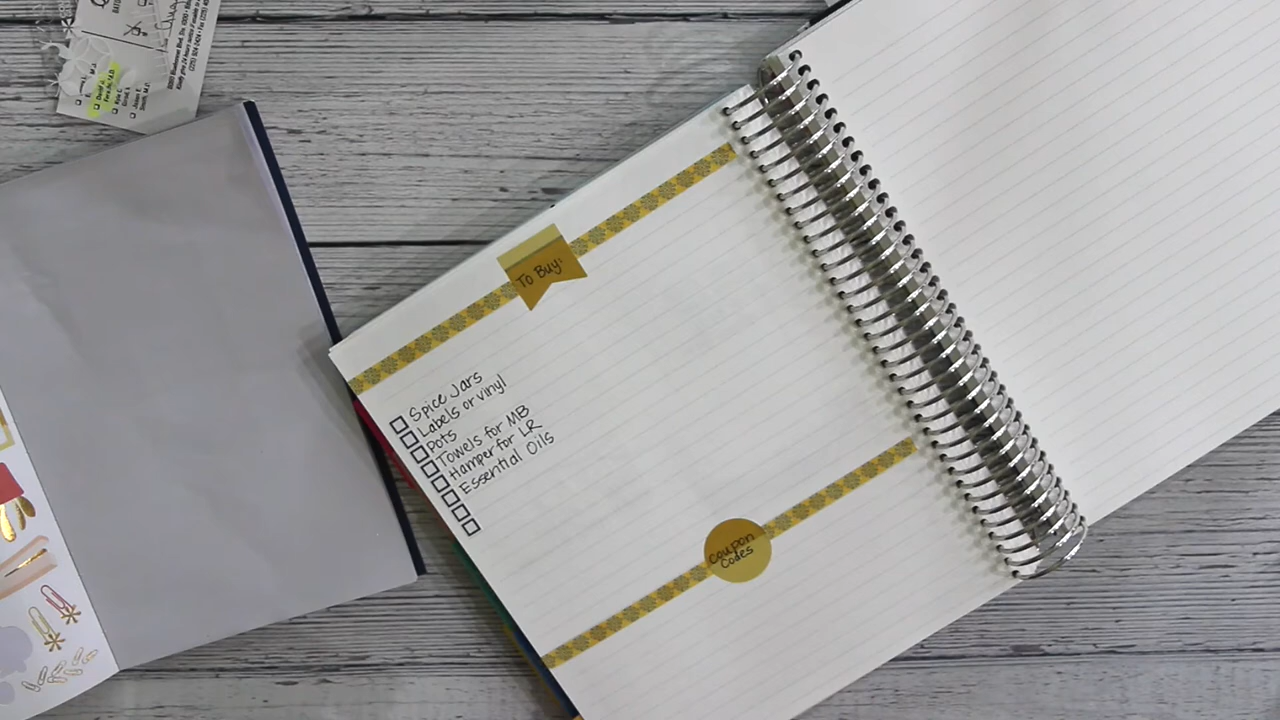 To Buy:
Spice Jars
Labels or vinyl
Pots
Towels for MB
Hamper for LR
Essential Oils
Coupon
Codes